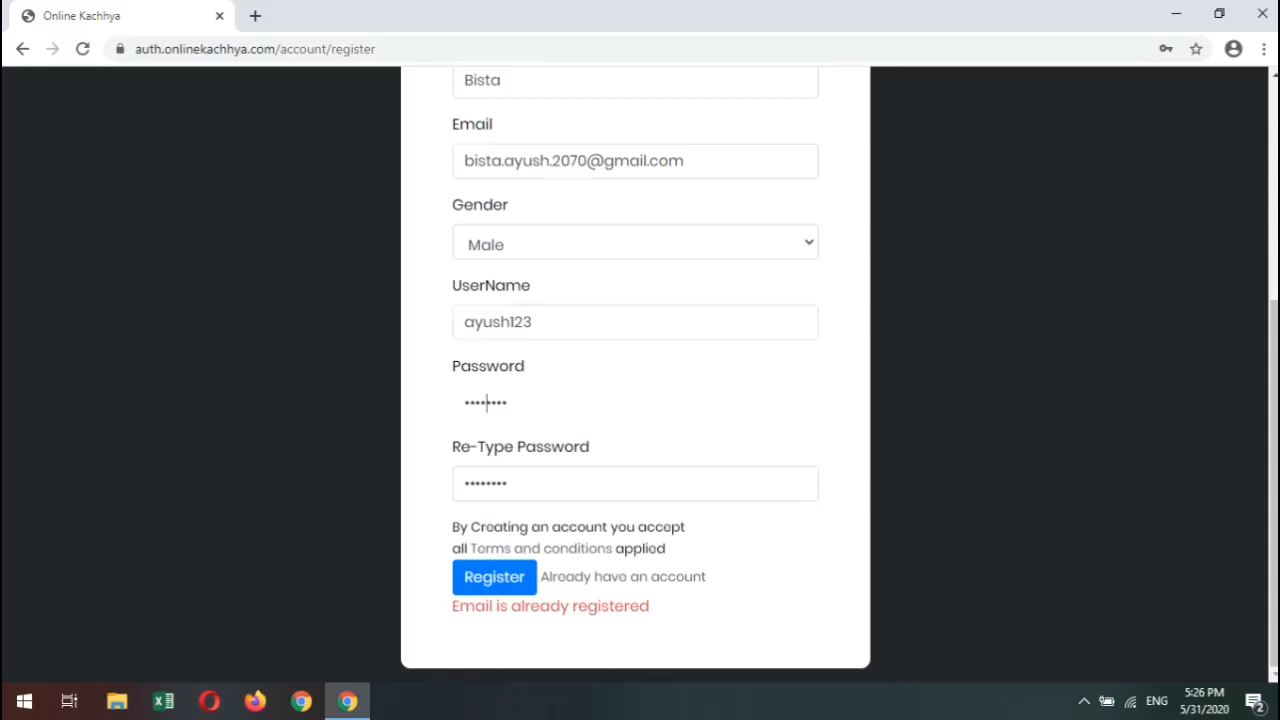 Online Kachhya
auth.onlinekachhya.com/account/register
Bista
Email
bista.ayush.2070@gmail.com
Gender
Male
UserName
ayush123
Password
••••••••
Re-Type Password
••••••••
By Creating an account you accept
all Terms and conditions applied
Register Already have an account
Email is already registered
ENG
5:26 PM
5/31/2020
2